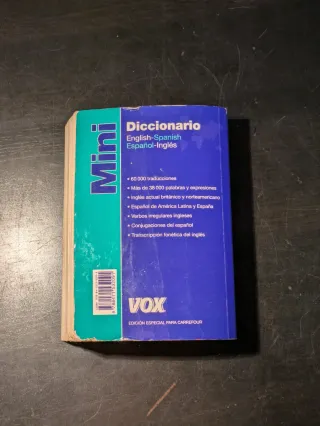 Mini
Diccionario
English-Spanish
Español-Inglés
• 60 000 traducciones
• Más de 35 000 palabras y expresiones
• Inglés actual británico y norteamericano
• Español de América Latina y España
• Verbos irregulares ingleses
• Conjugaciones del español
• Transcripción fonética del inglés
VOX
EDICIÓN ESPECIAL PARA CARREFOUR